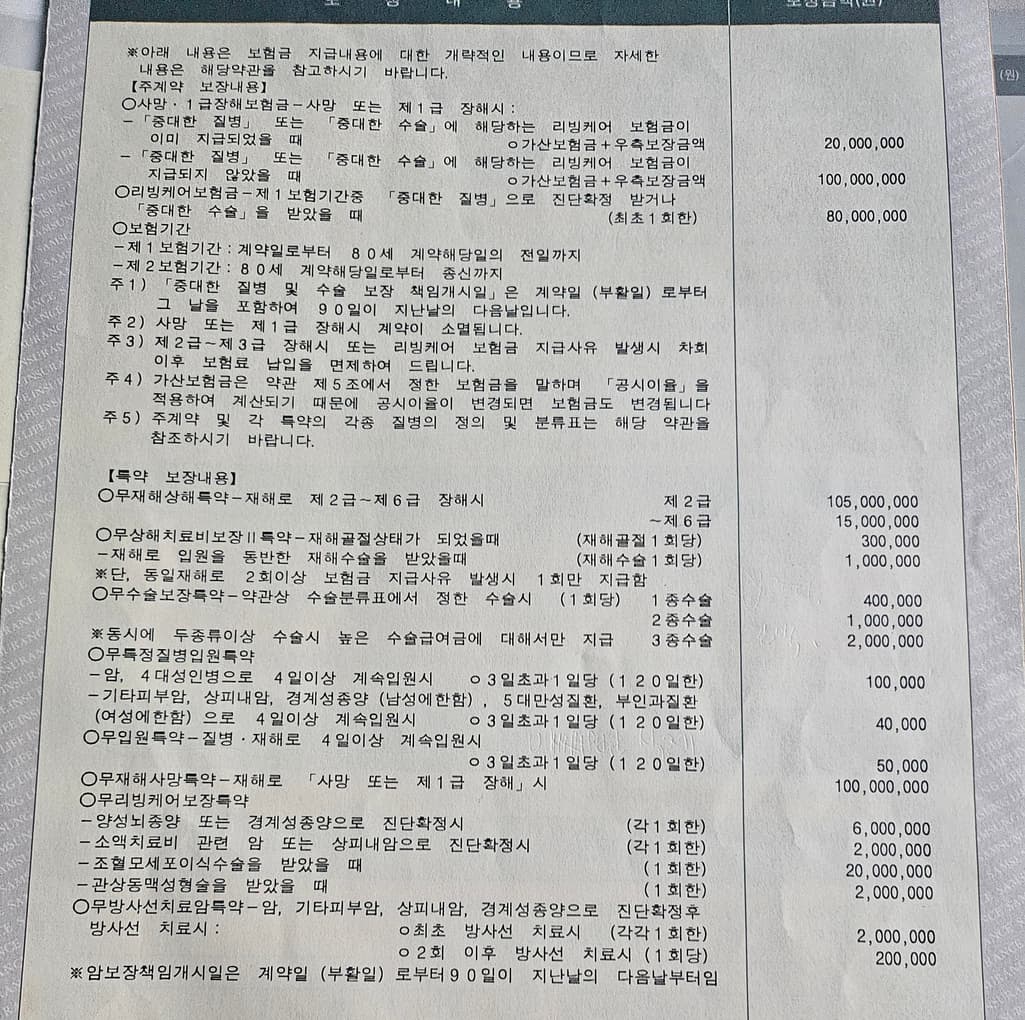 보 장 내 용 보장금액(원)
※아래 내용은 보험금 지급내용에 대한 개략적인 내용이므로 자세한
내용은 해당약관을 참고하시기 바랍니다.
(원)
【주계약 보장내용】
○사망·1급장해보험금-사망 또는 제1급 장해시:
-「중대한 질병」 또는 「중대한 수술」에 해당하는 리빙케어 보험금이
이미 지급되었을 때 ㅇ가산보험금+우측보장금액 20,000,000
-「중대한 질병」 또는 「중대한 수술」에 해당하는 리빙케어 보험금이
지급되지 않았을 때 ㅇ가산보험금+우측보장금액 100,000,000
○리빙케어보험금-제1보험기간중 「중대한 질병」으로 진단확정 받거나
「중대한 수술」을 받았을 때 (최초1회한) 80,000,000
○보험기간
-제1보험기간:계약일로부터 80세 계약해당일의 전일까지
-제2보험기간:80세 계약해당일로부터 종신까지
주1) 「중대한 질병 및 수술 보장 책임개시일」은 계약일(부활일)로부터
그 날을 포함하여 90일이 지난날의 다음날입니다.
주2) 사망 또는 제1급 장해시 계약이 소멸됩니다.
주3) 제2급~제3급 장해시 또는 리빙케어 보험금 지급사유 발생시 차회
이후 보험료 납입을 면제하여 드립니다.
주4) 가산보험금은 약관 제5조에서 정한 보험금을 말하며 「공시이율」을
적용하여 계산되기 때문에 공시이율이 변경되면 보험금도 변경됩니다
주5) 주계약 및 각 특약의 각종 질병의 정의 및 분류표는 해당 약관을
참조하시기 바랍니다.
【특약 보장내용】
○무재해상해특약-재해로 제2급~제6급 장해시 제2급 105,000,000
~제6급 15,000,000
○무상해치료비보장Ⅱ특약-재해골절상태가 되었을때 (재해골절1회당) 300,000
-재해로 입원을 동반한 재해수술을 받았을때 (재해수술1회당) 1,000,000
※단, 동일재해로 2회이상 보험금 지급사유 발생시 1회만 지급함
○무수술보장특약-약관상 수술분류표에서 정한 수술시 (1회당) 1종수술 400,000
2종수술 1,000,000
※동시에 두종류이상 수술시 높은 수술급여금에 대해서만 지급 3종수술 2,000,000
○무특정질병입원특약
-암, 4대성인병으로 4일이상 계속입원시 ㅇ3일초과1일당(120일한) 100,000
-기타피부암, 상피내암, 경계성종양(남성에한함), 5대만성질환, 부인과질환
(여성에한함)으로 4일이상 계속입원시 ㅇ3일초과1일당(120일한) 40,000
○무입원특약-질병·재해로 4일이상 계속입원시
ㅇ3일초과1일당(120일한) 50,000
○무재해사망특약-재해로 「사망 또는 제1급 장해」시 100,000,000
○무리빙케어보장특약
-양성뇌종양 또는 경계성종양으로 진단확정시 (각1회한) 6,000,000
-소액치료비 관련 암 또는 상피내암으로 진단확정시 (각1회한) 2,000,000
-조혈모세포이식수술을 받았을 때 (1회한) 20,000,000
-관상동맥성형술을 받았을 때 (1회한) 2,000,000
○무방사선치료암특약-암, 기타피부암, 상피내암, 경계성종양으로 진단확정후
방사선 치료시: ㅇ최초 방사선 치료시 (각각1회한) 2,000,000
ㅇ2회 이후 방사선 치료시(1회당) 200,000
※암보장책임개시일은 계약일(부활일)로부터90일이 지난날의 다음날부터임